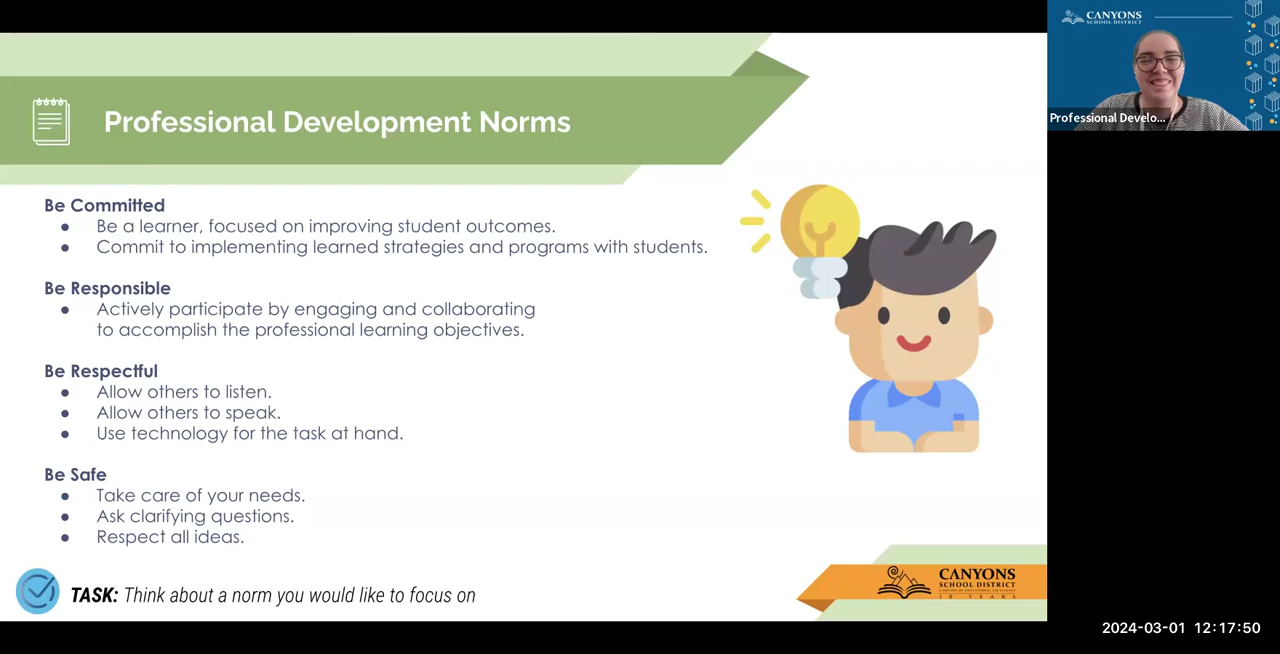 Professional Development Norms
Be Committed
● Be a learner, focused on improving student outcomes.
● Commit to implementing learned strategies and programs with students.
Be Responsible
● Actively participate by engaging and collaborating
to accomplish the professional learning objectives.
Be Respectful
● Allow others to listen.
● Allow others to speak.
● Use technology for the task at hand.
Be Safe
● Take care of your needs.
● Ask clarifying questions.
● Respect all ideas.
TASK: Think about a norm you would like to focus on
CANYONS
SCHOOL DISTRICT
10 YEARS
CANYONS
SCHOOL DISTRICT
Professional Develo...
2024-03-01 12:17:50